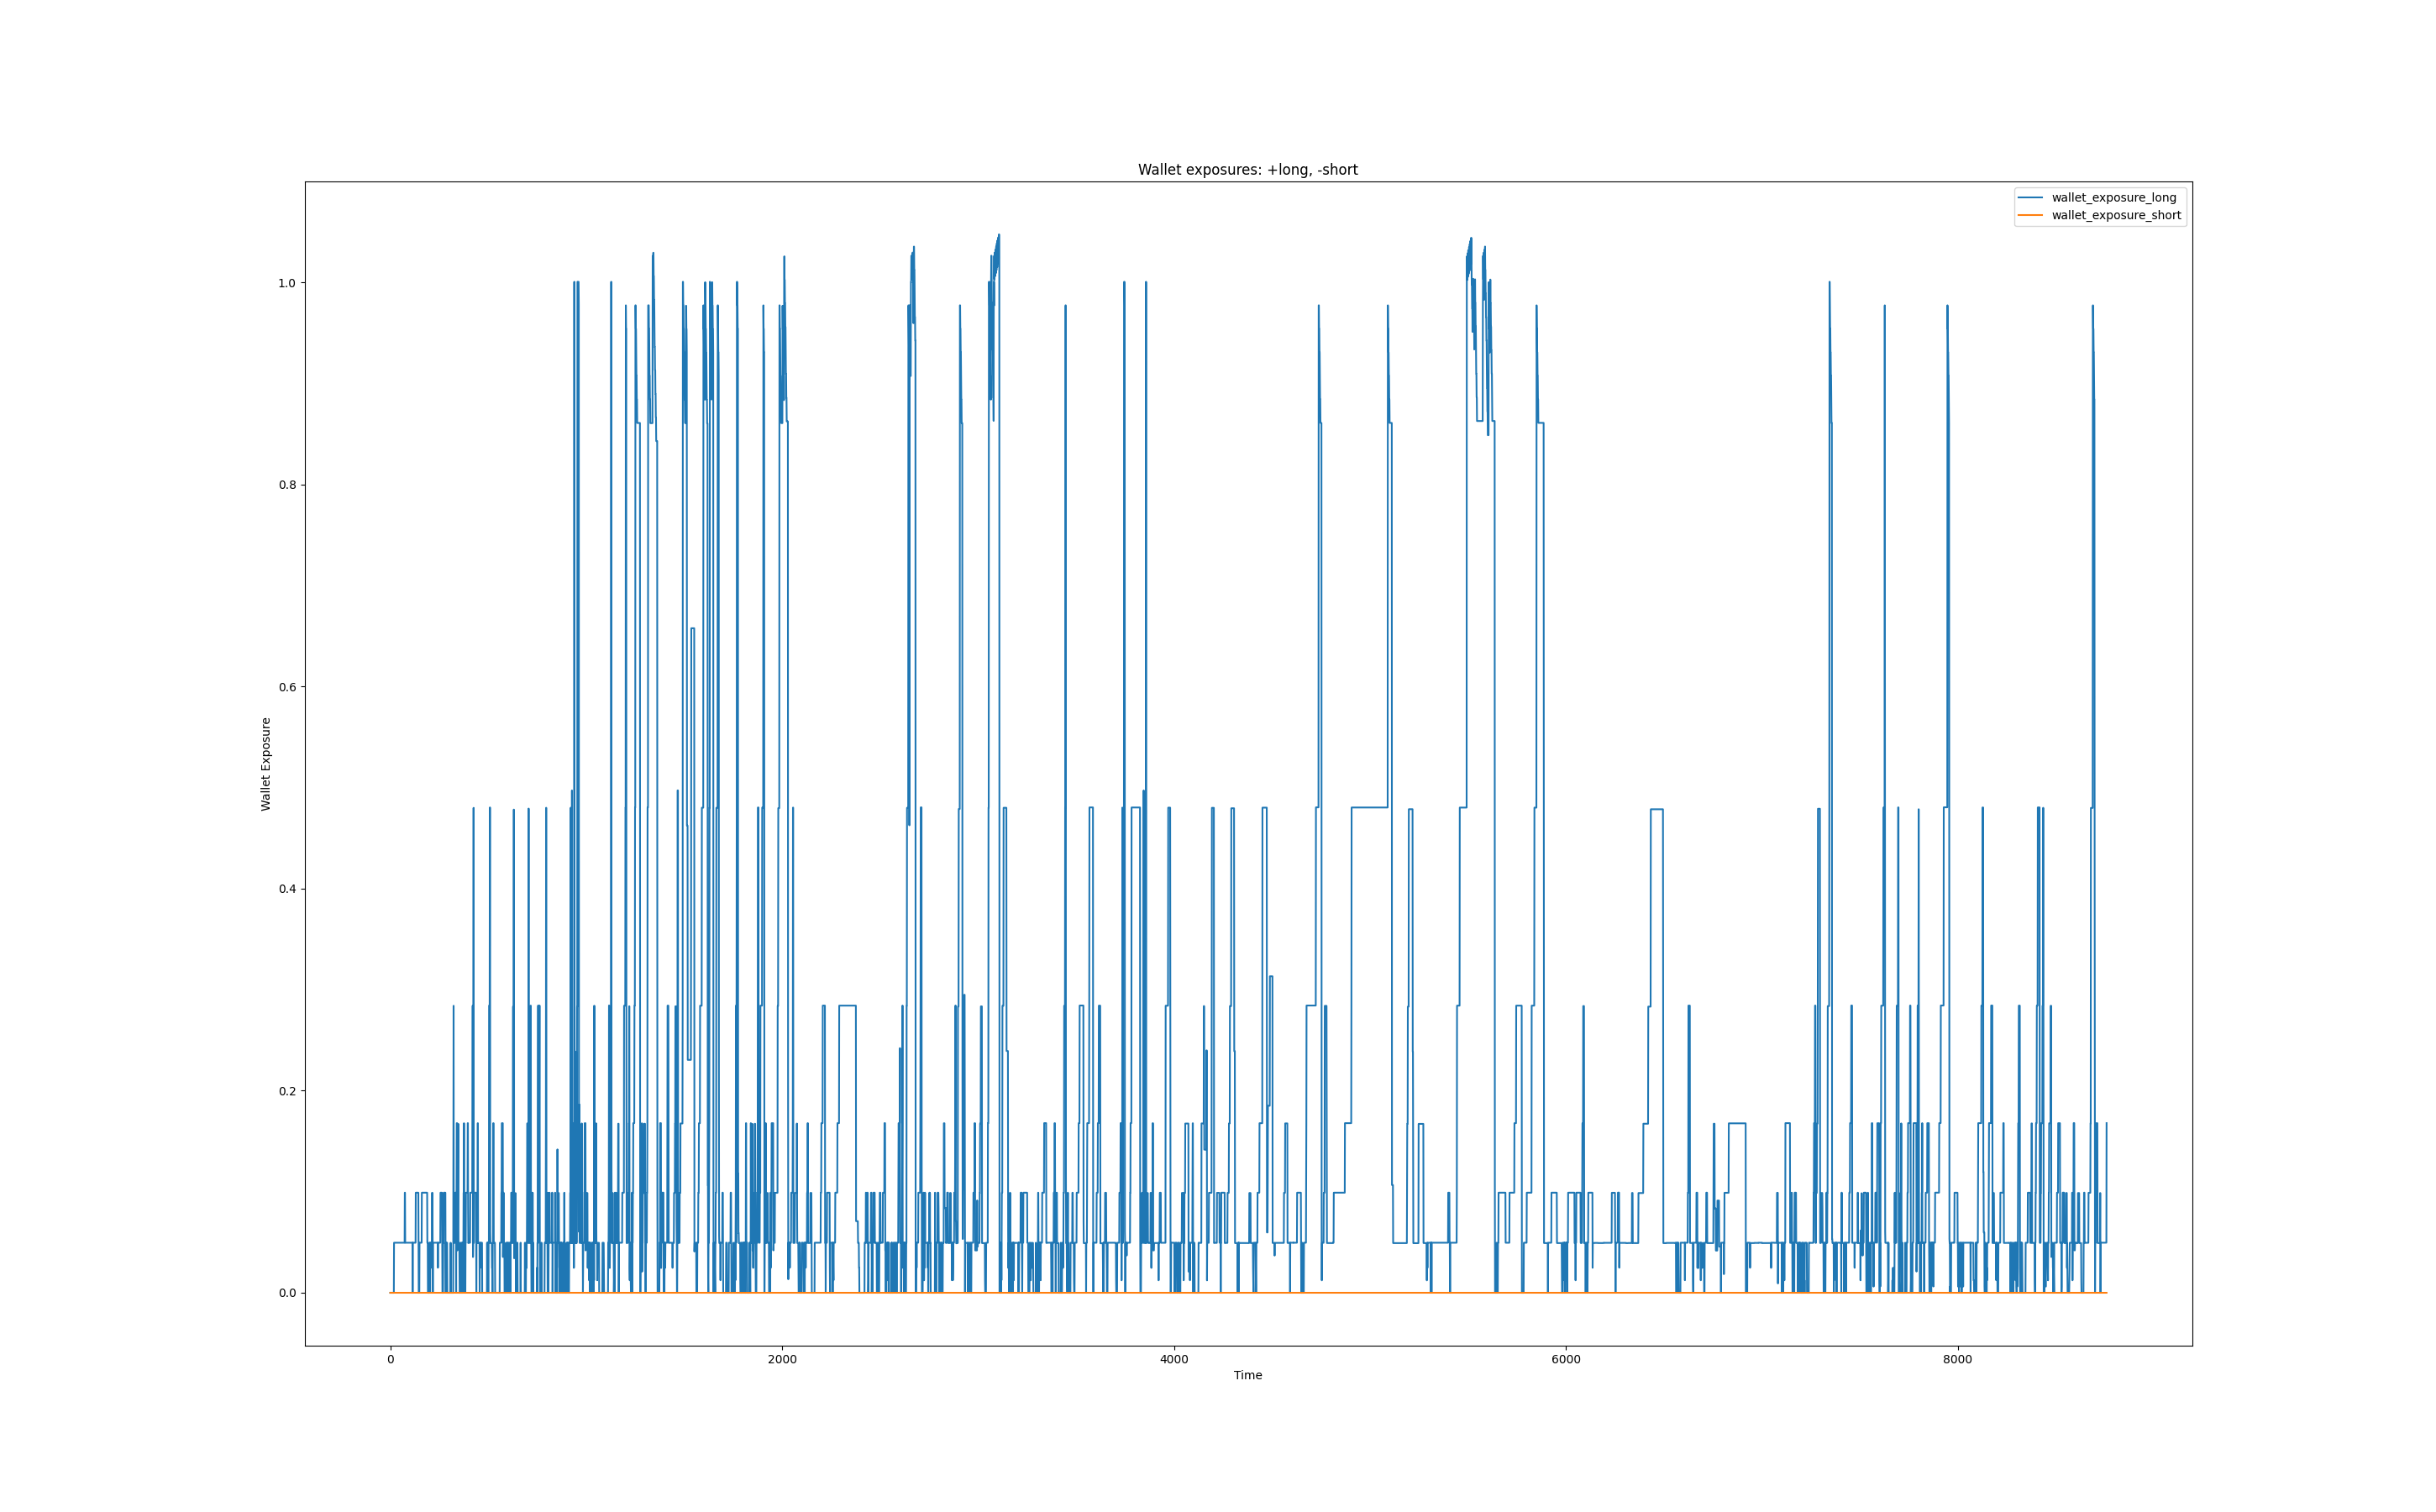 Wallet exposures: +long, -short
wallet_exposure_long
wallet_exposure_short
1.0
0.8
0.6
0.4
0.2
0.0
Wallet Exposure
0 2000 4000 6000 8000
Time